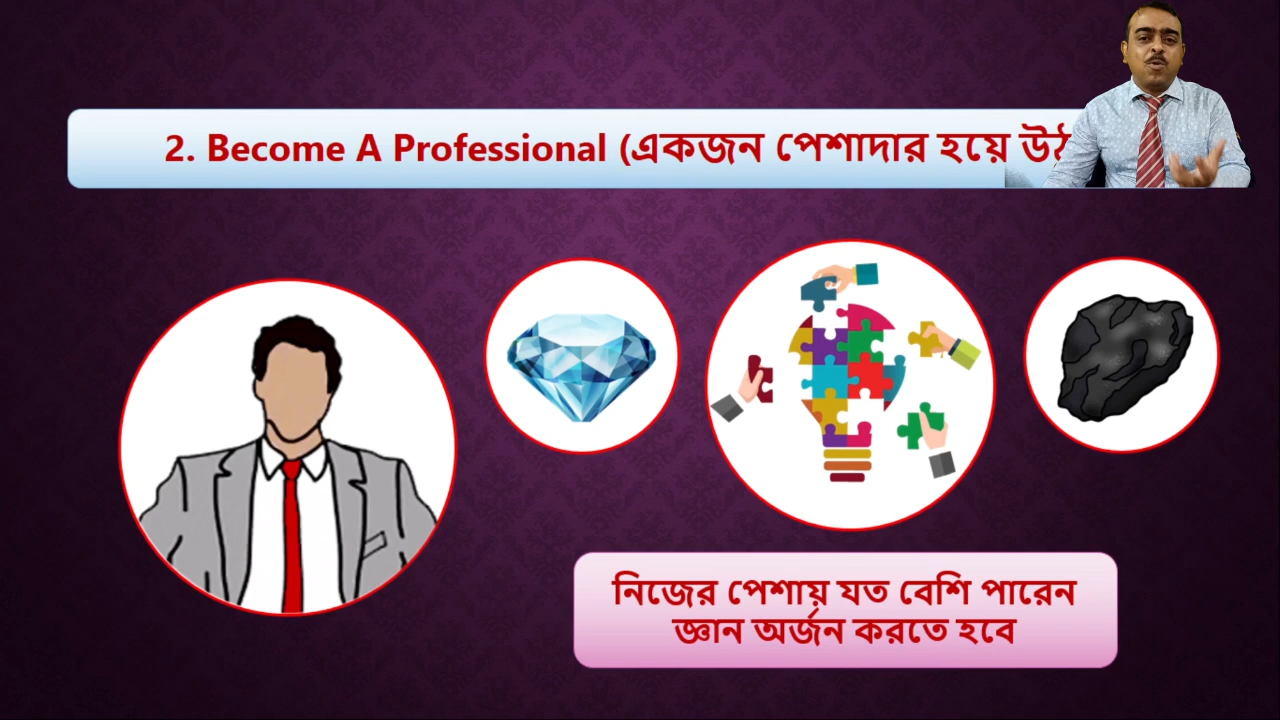 2. Become A Professional (একজন পেশাদার হয়ে
নিজের পেশায় যত বেশি পারেন
জ্ঞান অর্জন করতে হবে